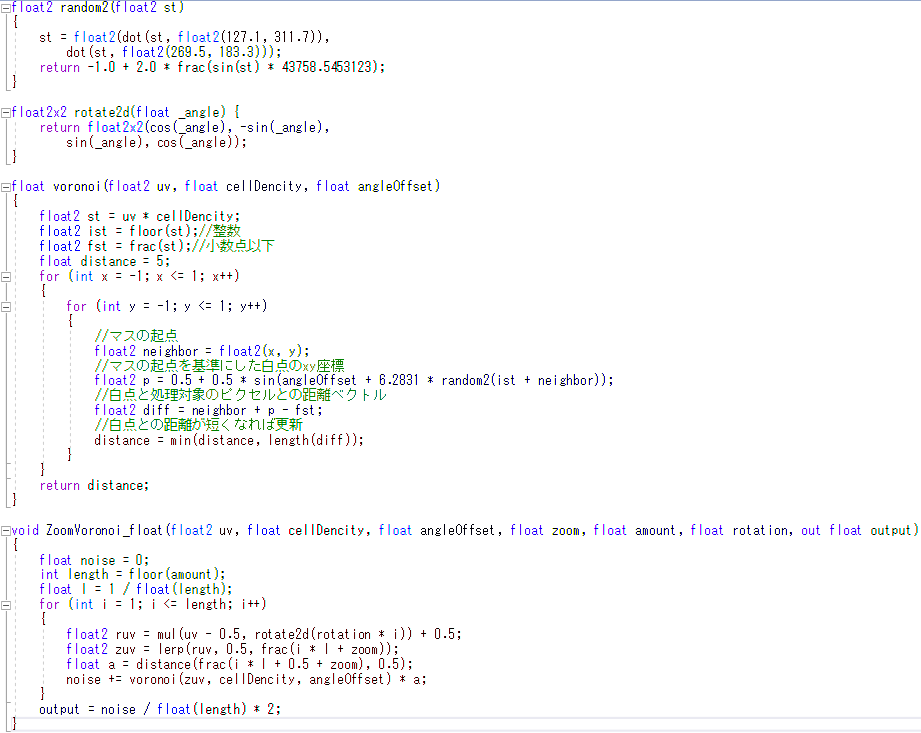 float2 random2(float2 st)
{
    st = float2(dot(st, float2(127.1, 311.7)),
        dot(st, float2(269.5, 183.3)));
    return -1.0 + 2.0 * frac(sin(st) * 43758.5453123);
}

float2x2 rotate2d(float _angle) {
    return float2x2(cos(_angle), -sin(_angle),
        sin(_angle), cos(_angle));
}

float voronoi(float2 uv, float cellDencity, float angleOffset)
{
    float2 st = uv * cellDencity;
    float2 ist = floor(st);//整数
    float2 fst = frac(st);//小数点以下
    float distance = 5;
    for (int x = -1; x <= 1; x++)
    {
        for (int y = -1; y <= 1; y++)
        {
            //マスの起点
            float2 neighbor = float2(x, y);
            //マスの起点を基準にした白点のxy座標
            float2 p = 0.5 + 0.5 * sin(angleOffset + 6.2831 * random2(ist + neighbor));
            //白点と処理対象のピクセルとの距離ベクトル
            float2 diff = neighbor + p - fst;
            //白点との距離が短くなれば更新
            distance = min(distance, length(diff));
        }
    }
    return distance;
}

void ZoomVoronoi_float(float2 uv, float cellDencity, float angleOffset, float zoom, float amount, float rotation, out float output)
{
    float noise = 0;
    int length = floor(amount);
    float l = 1 / float(length);
    for (int i = 1; i <= length; i++)
    {
        float2 ruv = mul(uv - 0.5, rotate2d(rotation * i)) + 0.5;
        float2 zuv = lerp(ruv, 0.5, frac(i * l + zoom));
        float a = distance(frac(i * l + 0.5 + zoom), 0.5);
        noise += voronoi(zuv, cellDencity, angleOffset) * a;
    }
    output = noise / float(length) * 2;
}